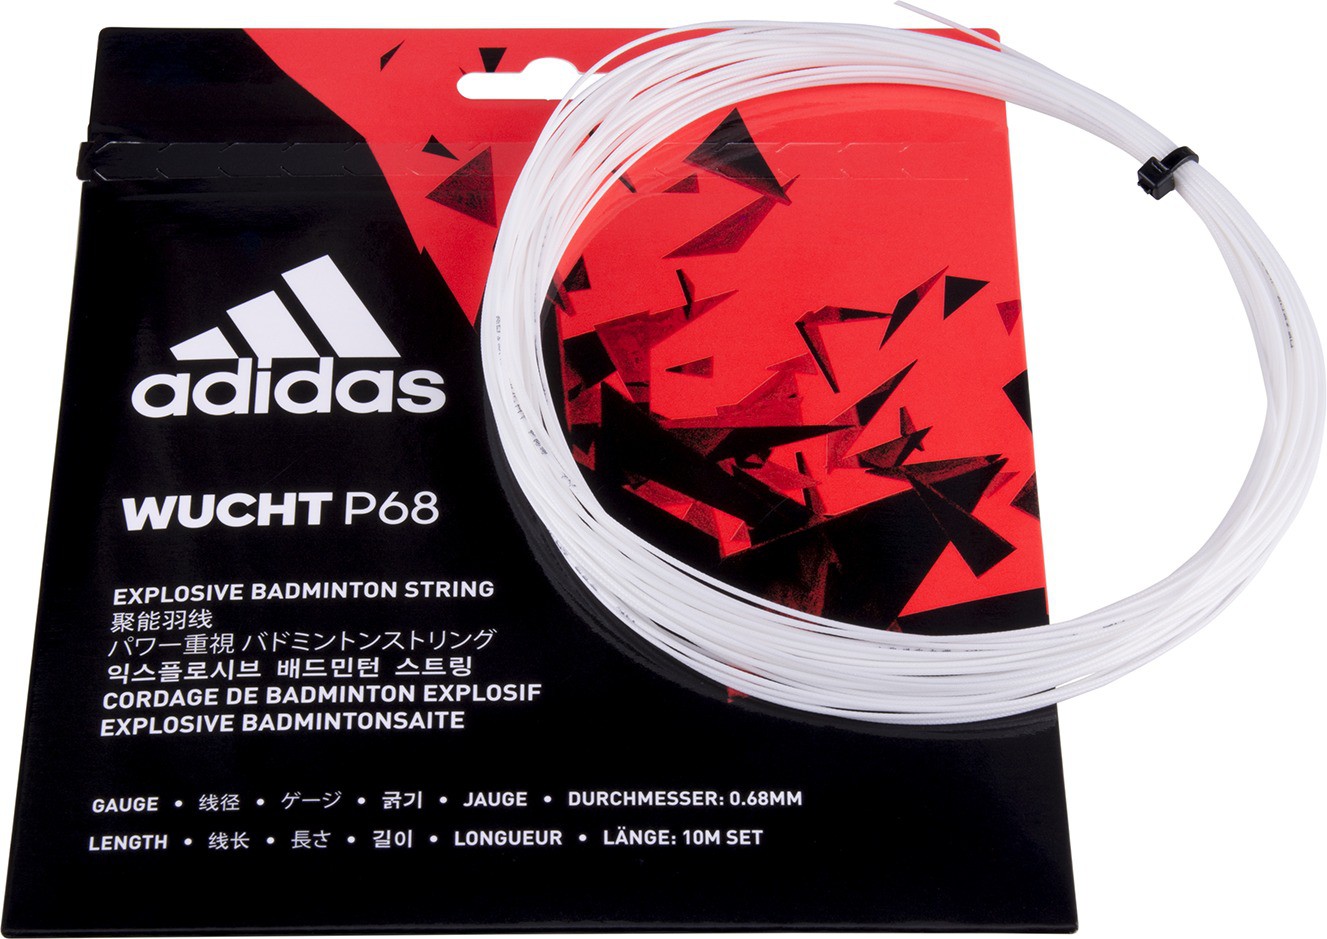 adidas
WUCHT P68
EXPLOSIVE BADMINTON STRING
聚能羽线
パワー重視 バドミントンストリング
익스플로시브 배드민턴 스트링
CORDAGE DE BADMINTON EXPLOSIF
EXPLOSIVE BADMINTONSAITE
GAUGE • 线径 • ゲージ • 굵기 • JAUGE • DURCHMESSER: 0.68MM
LENGTH • 线长 • 長さ • 길이 • LONGUEUR • LÄNGE: 10M SET